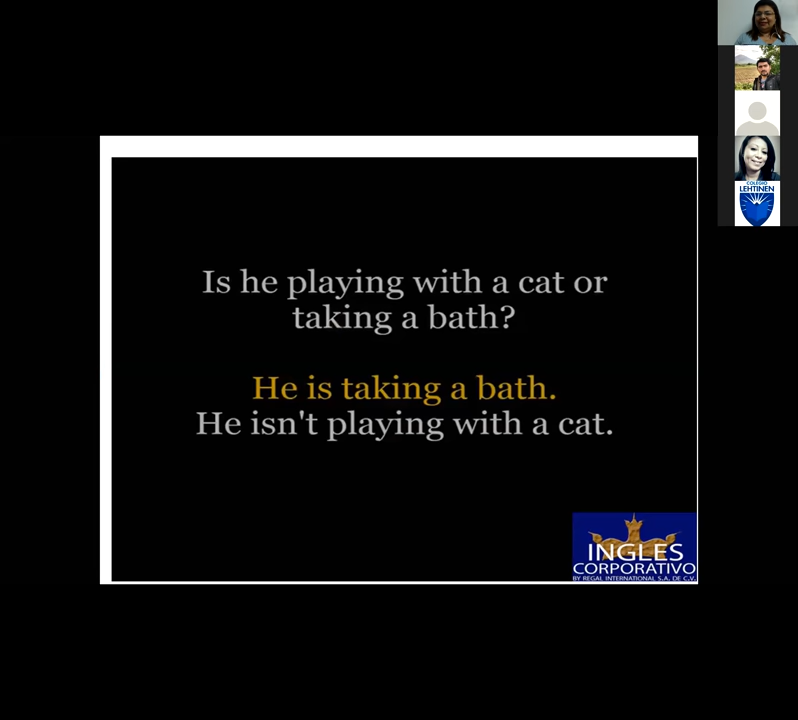 COLEGIO
LEHTINEN
Is he playing with a cat or
taking a bath?
He is taking a bath.
He isn't playing with a cat.
INGLES
CORPORATIVO
BY REGAL INTERNATIONAL S.A. DE C.V.